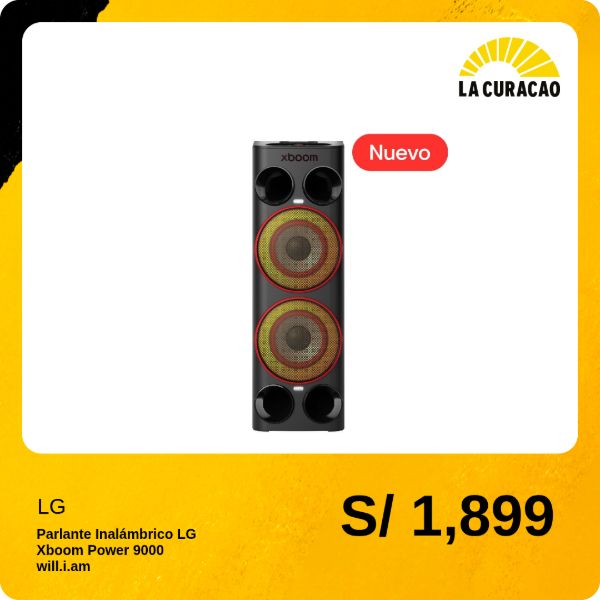 LA CURACAO
Nuevo
xboom
LG
Parlante Inalámbrico LG
Xboom Power 9000
will.i.am
S/ 1,899